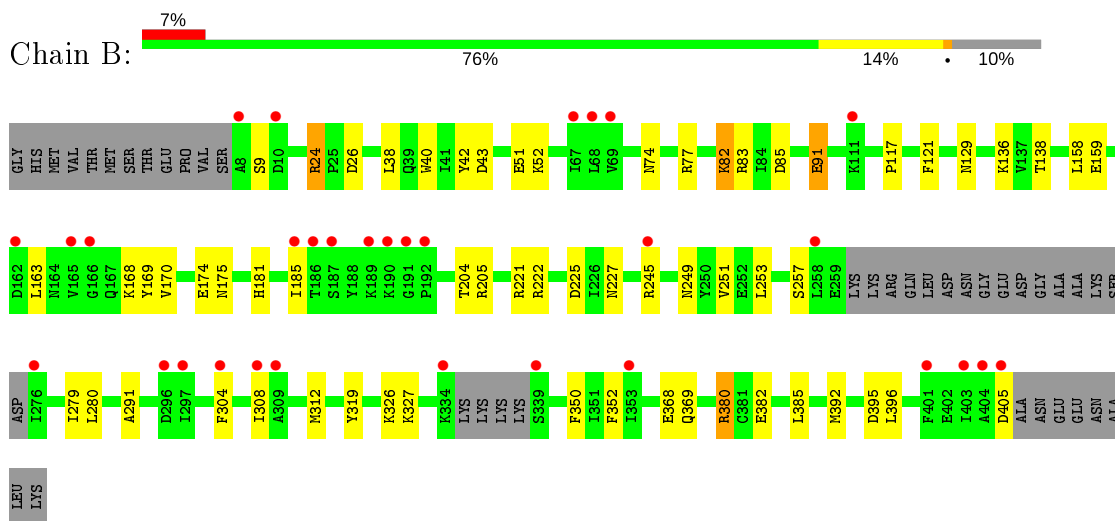 7%
Chain B:
76% 14% • 10%
GLY HIS MET VAL THR MET SER THR GLU PRO VAL SER A8 S9 D10 R24 P25 D26 L38 Q39 W40 I41 Y42 D43 E51 K52 I67 L68 V69 N74 R77 K82 R83 I84 D85 E91 K111 P117 F121 N129 K136 V137 T138 L158 E159
D162 L163 N164 V165 G166 Q167 K168 Y169 V170 E174 N175 H181 I185 T186 S187 Y188 K189 K190 G191 P192 T204 R205 R221 R222 D225 I226 N227 R245 N249 Y250 V251 E252 L253 S257 L258 E259 LYS LYS ARG GLN LEU ASP ASN GLY GLU ASP GLY ALA ALA LYS SER
ASP I276 I279 L280 A291 D296 I297 F304 I308 A309 M312 Y319 K326 K327 K334 LYS LYS LYS LYS S339 F350 I351 F352 I353 E368 Q369 R380 C381 E382 L385 M392 D395 L396 F401 E402 I403 A404 D405 ALA ASN GLU GLU ASN ALA
LEU LYS